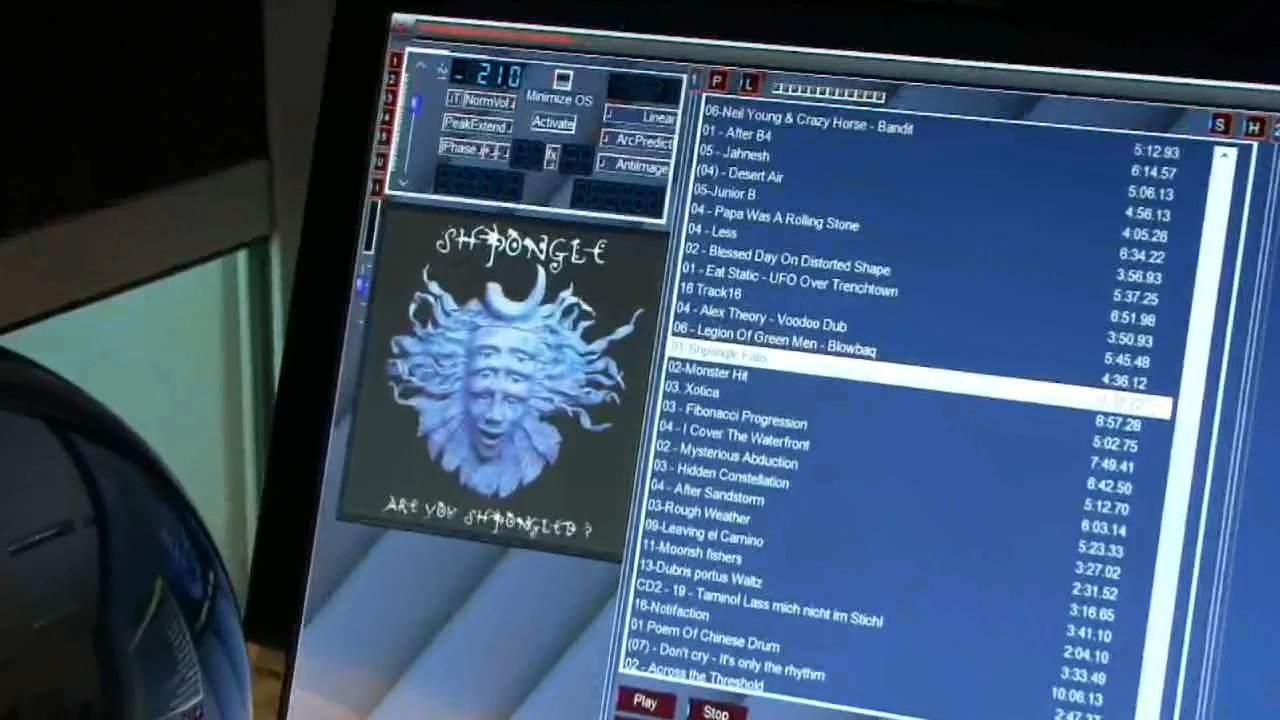 - 210
Minimize OS
NormVol
Linear
PeakExtend
Activate
ArcPredict
iPhase
fx
AntiImage
P L
S H
SHPONGLE
ARE YOU SHPONGLED ?
06-Neil Young & Crazy Horse - Bandit
01 - After B4 5:12.93
05 - Jahnesh 6:14.57
(04) - Desert Air 5:06.13
05-Junior B 4:56.13
04 - Papa Was A Rolling Stone 4:05.26
04 - Less 6:34.22
02 - Blessed Day On Distorted Shape 3:56.93
01 - Eat Static - UFO Over Trenchtown 5:37.25
16 Track16 6:51.98
04 - Alex Theory - Voodoo Dub 3:50.93
06 - Legion Of Green Men - Blowbaq 5:45.48
01-Shpongle Falls 4:36.12
02-Monster Hit
03. Xotica 8:57.28
03 - Fibonacci Progression 5:02.75
04 - I Cover The Waterfront 7:49.41
02 - Mysterious Abduction 6:42.50
03 - Hidden Constellation 5:12.70
04 - After Sandstorm 6:03.14
03-Rough Weather 5:23.33
09-Leaving el Camino 3:27.02
11-Moorish fishers 2:31.52
13-Dubris portus Waltz 3:16.65
CD2 - 19 - Taminol Lass mich nicht im Stich! 3:41.10
16-Notifaction 2:04.10
01 Poem Of Chinese Drum 3:33.49
(07) - Don't cry - It's only the rhythm 10:06.13
02 - Across the Threshold
Play Stop